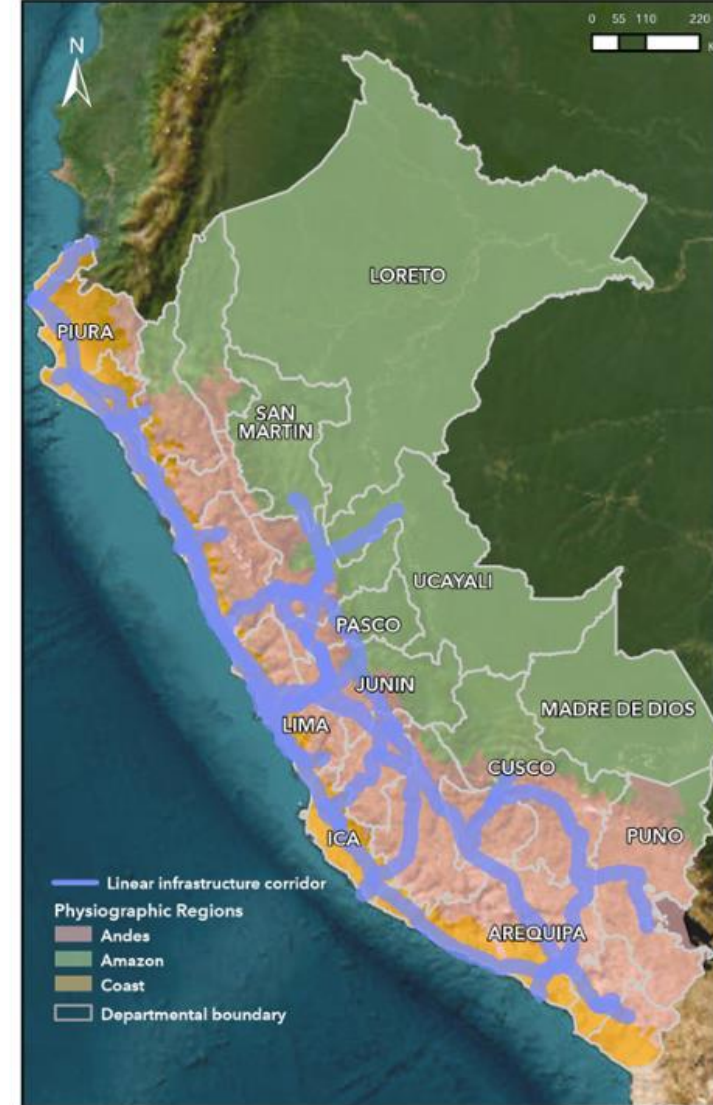 0 55 110 220
K
N
LORETO
PIURA
SAN
MARTIN
UCAYALI
PASCO
JUNIN
MADRE DE DIOS
LIMA
CUSCO
ICA
PUNO
AREQUIPA
Linear infrastructure corridor
Physiographic Regions
Andes
Amazon
Coast
Departmental boundary